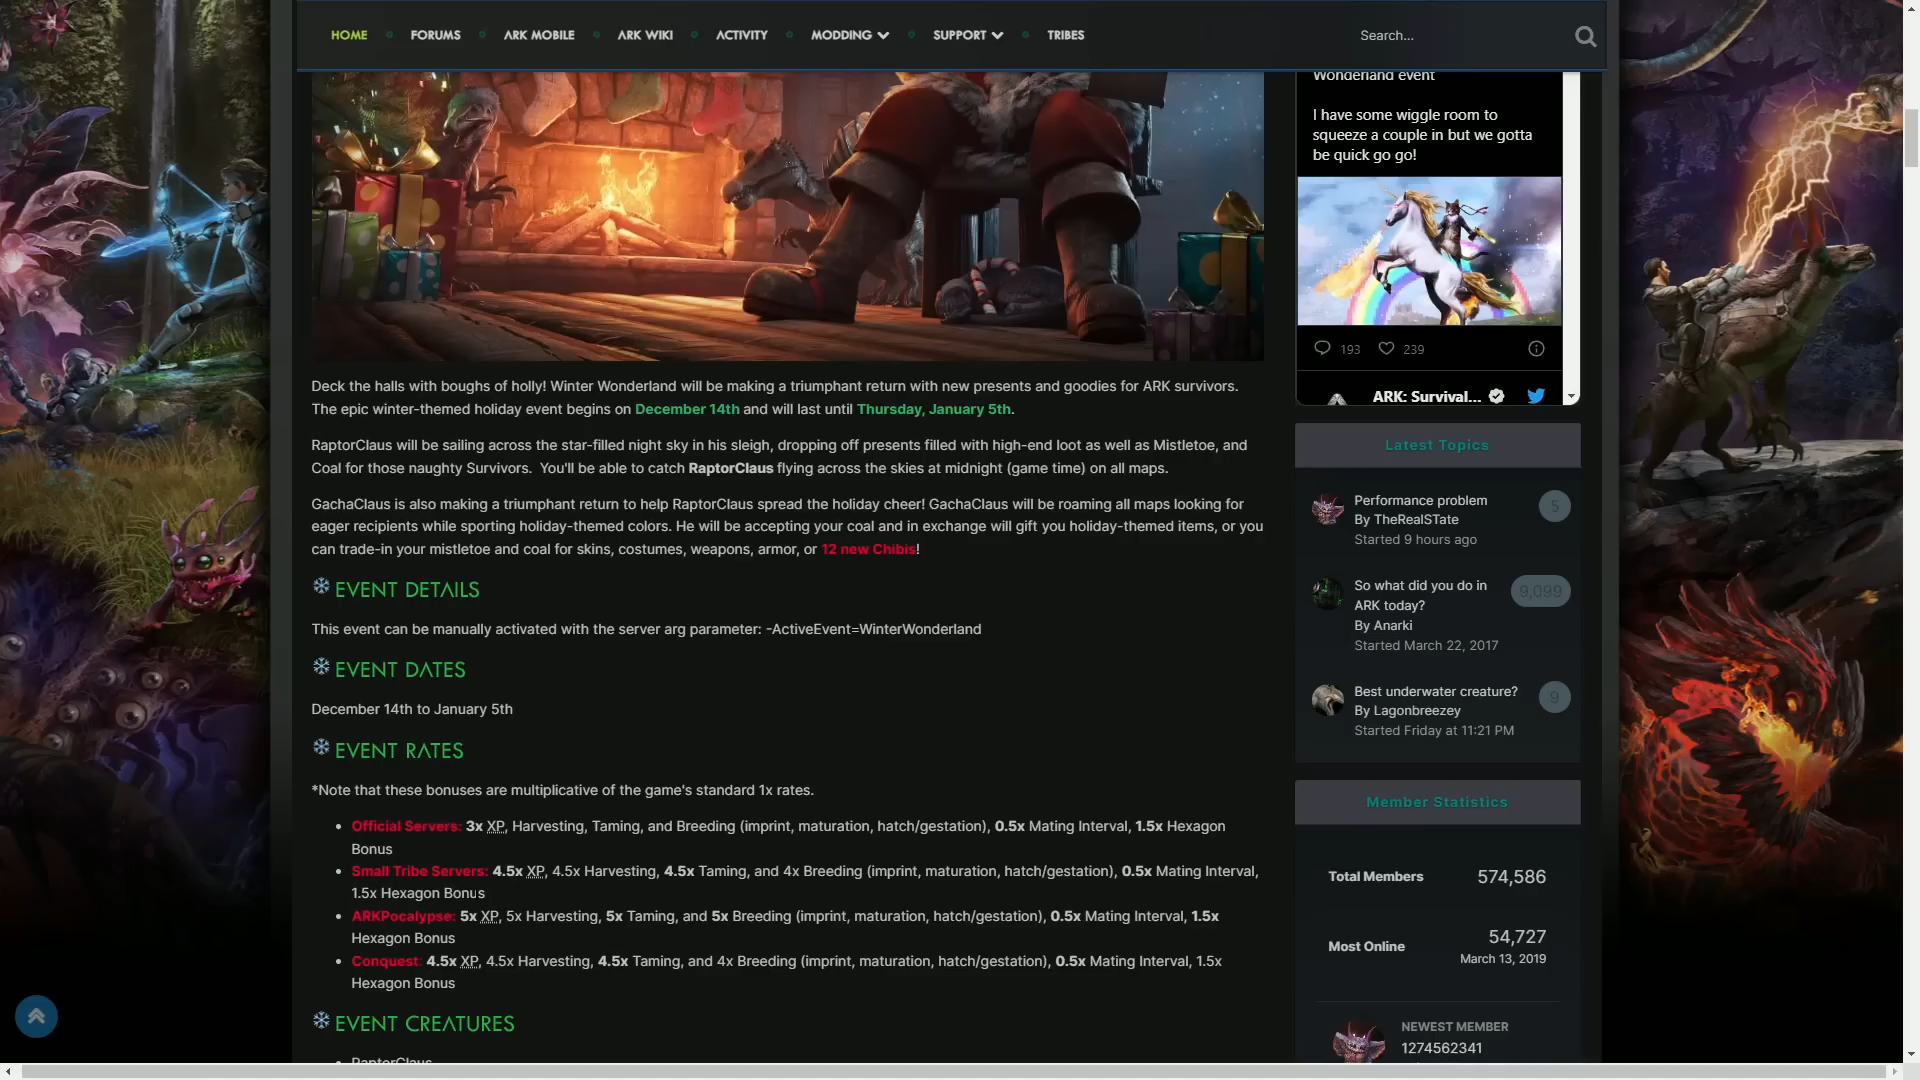 HOME
FORUMS
ARK MOBILE
ARK WIKI
ACTIVITY
MODDING
SUPPORT
TRIBES
Search...
Deck the halls with boughs of holly! Winter Wonderland will be making a triumphant return with new presents and goodies for ARK survivors.
The epic winter-themed holiday event begins on December 14th and will last until Thursday, January 5th.
RaptorClaus will be sailing across the star-filled night sky in his sleigh, dropping off presents filled with high-end loot as well as Mistletoe, and
Coal for those naughty Survivors.  You'll be able to catch RaptorClaus flying across the skies at midnight (game time) on all maps.
GachaClaus is also making a triumphant return to help RaptorClaus spread the holiday cheer! GachaClaus will be roaming all maps looking for
eager recipients while sporting holiday-themed colors. He will be accepting your coal and in exchange will gift you holiday-themed items, or you
can trade-in your mistletoe and coal for skins, costumes, weapons, armor, or 12 new Chibis!
EVENT DETAILS
This event can be manually activated with the server arg parameter: -ActiveEvent=WinterWonderland
EVENT DATES
December 14th to January 5th
EVENT RATES
*Note that these bonuses are multiplicative of the game's standard 1x rates.
• Official Servers: 3x XP, Harvesting, Taming, and Breeding (imprint, maturation, hatch/gestation), 0.5x Mating Interval, 1.5x Hexagon
Bonus
• Small Tribe Servers: 4.5x XP, 4.5x Harvesting, 4.5x Taming, and 4x Breeding (imprint, maturation, hatch/gestation), 0.5x Mating Interval,
1.5x Hexagon Bonus
• ARKPocalypse: 5x XP, 5x Harvesting, 5x Taming, and 5x Breeding (imprint, maturation, hatch/gestation), 0.5x Mating Interval, 1.5x
Hexagon Bonus
• Conquest: 4.5x XP, 4.5x Harvesting, 4.5x Taming, and 4x Breeding (imprint, maturation, hatch/gestation), 0.5x Mating Interval, 1.5x
Hexagon Bonus
EVENT CREATURES
• RaptorClaus
Wonderland event
I have some wiggle room to
squeeze a couple in but we gotta
be quick go go!
193
239
ARK: Survival...
Latest Topics
Performance problem
By TheRealSTate
Started 9 hours ago
5
So what did you do in
ARK today?
By Anarki
Started March 22, 2017
9,099
Best underwater creature?
By Lagonbreezey
Started Friday at 11:21 PM
9
Member Statistics
Total Members
574,586
Most Online
54,727
March 13, 2019
NEWEST MEMBER
1274562341